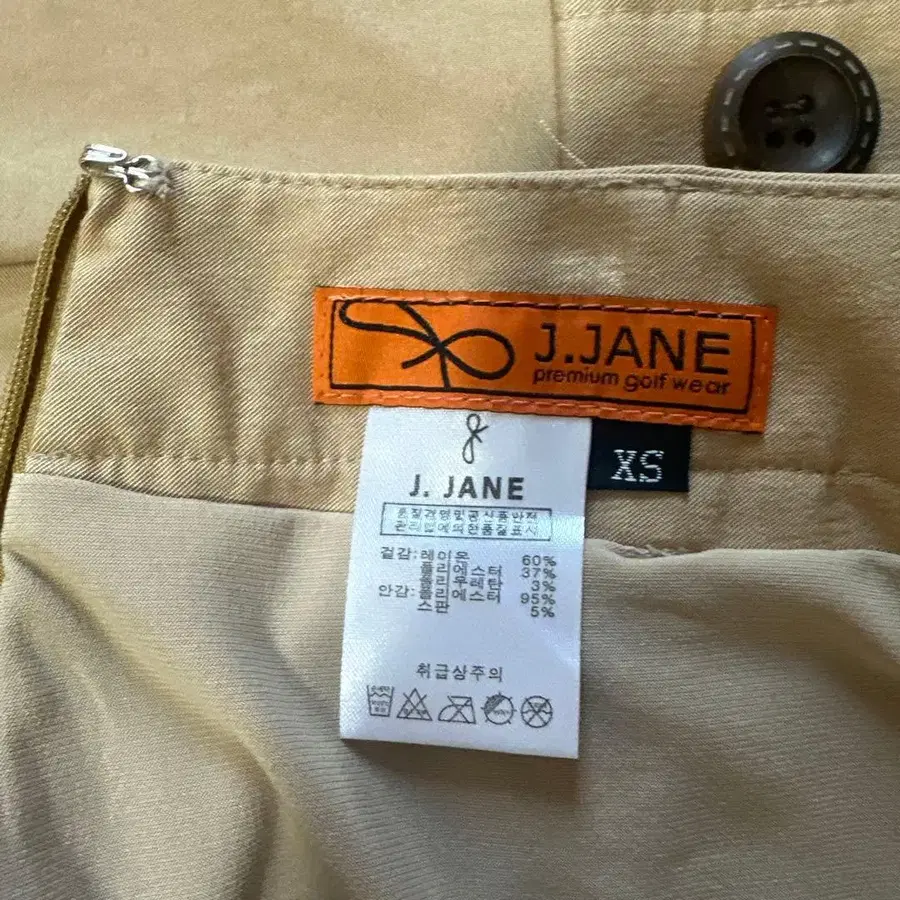 J.JANE
premium golf wear
XS
J. JANE
품질경영및공산품안전
관리법에의한품질표시
겉감: 레이온 60%
폴리에스터 37%
폴리우레탄 3%
안감: 폴리에스터 95%
스판 5%
취급상주의